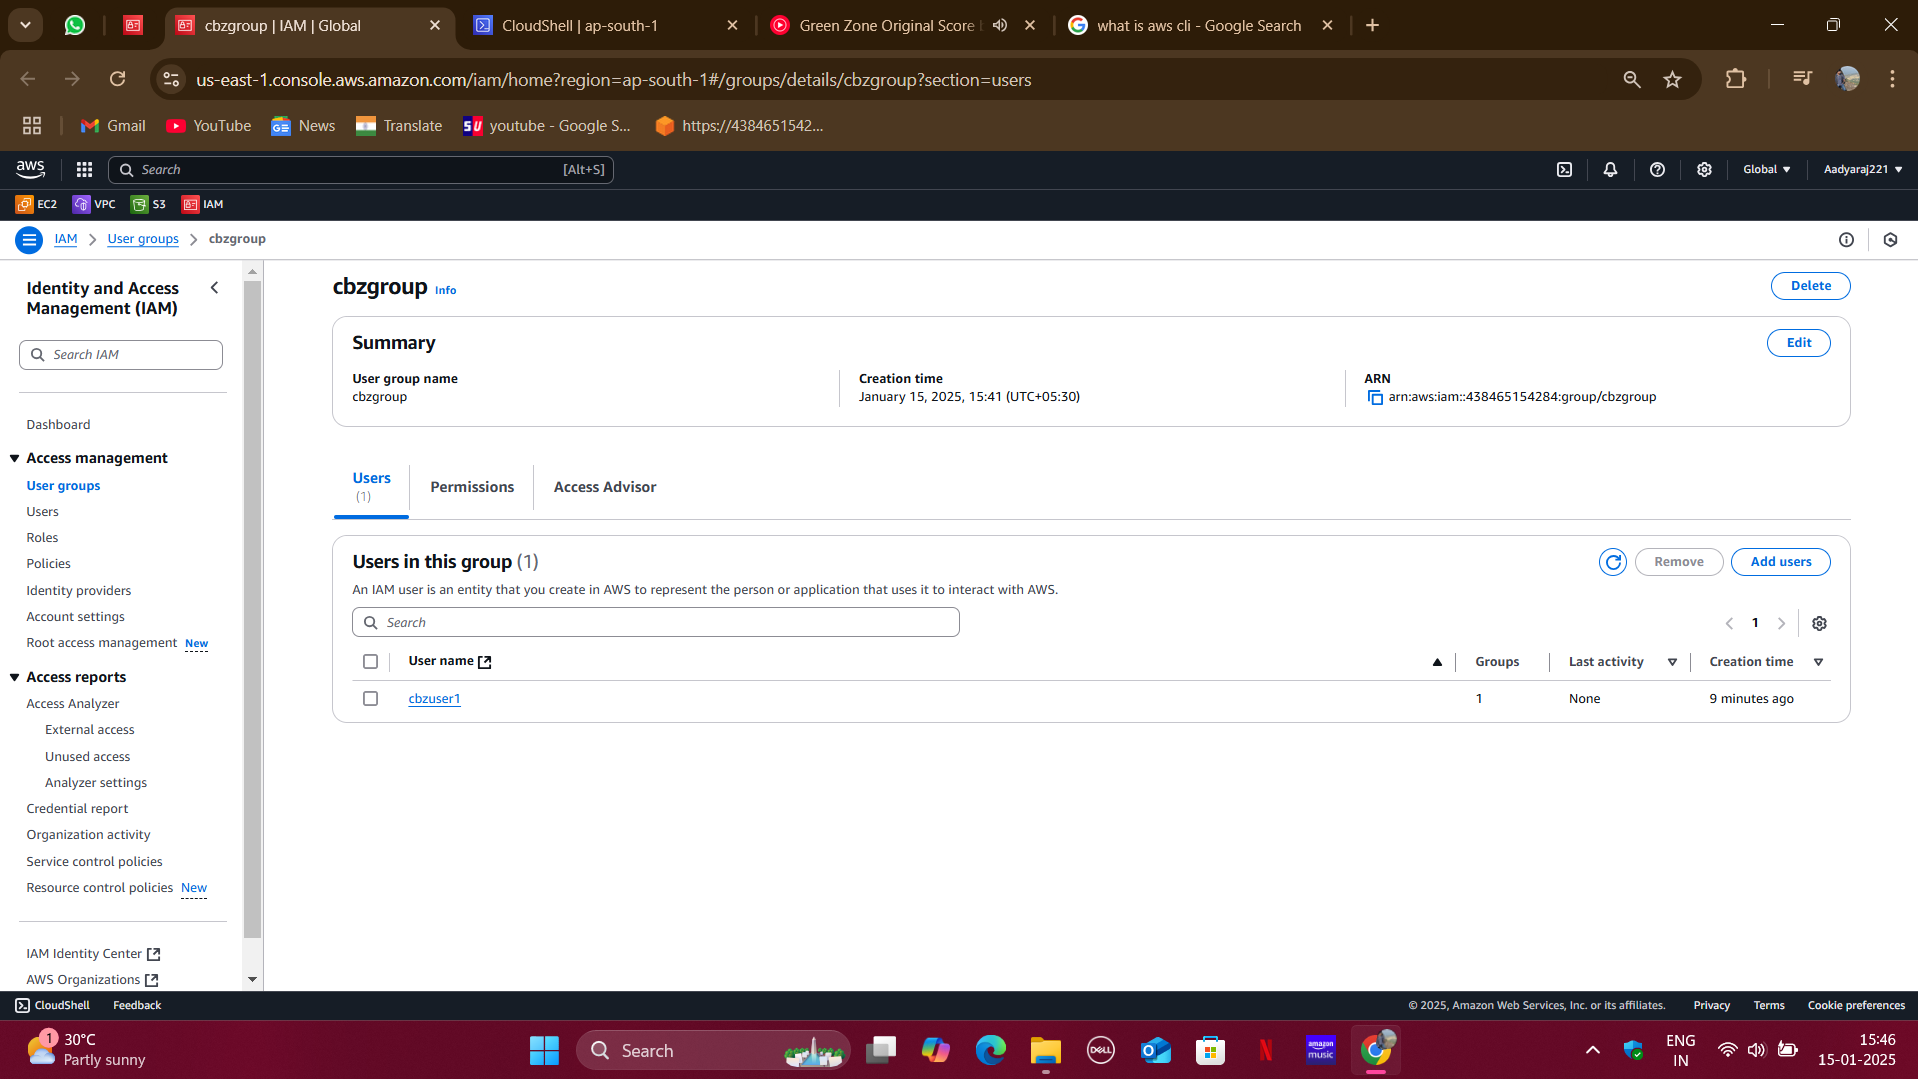 cbzgroup | IAM | Global
CloudShell | ap-south-1
Green Zone Original Score
what is aws cli - Google Search
us-east-1.console.aws.amazon.com/iam/home?region=ap-south-1#/groups/details/cbzgroup?section=users
Gmail
YouTube
News
Translate
SU
youtube - Google S...
https://4384651542...
aws
Search
[Alt+S]
Global
Aadyaraj221
EC2
VPC
S3
IAM
IAM
User groups
cbzgroup
Identity and Access
Management (IAM)
Search IAM
Dashboard
Access management
User groups
Users
Roles
Policies
Identity providers
Account settings
Root access management New
Access reports
Access Analyzer
External access
Unused access
Analyzer settings
Credential report
Organization activity
Service control policies
Resource control policies New
IAM Identity Center
AWS Organizations
cbzgroup Info
Delete
Summary
Edit
User group name
cbzgroup
Creation time
January 15, 2025, 15:41 (UTC+05:30)
ARN
arn:aws:iam::438465154284:group/cbzgroup
Users
(1)
Permissions
Access Advisor
Users in this group (1)
Remove
Add users
An IAM user is an entity that you create in AWS to represent the person or application that uses it to interact with AWS.
Search
1
User name
Groups
Last activity
Creation time
cbzuser1
1
None
9 minutes ago
CloudShell
Feedback
© 2025, Amazon Web Services, Inc. or its affiliates.
Privacy
Terms
Cookie preferences
1
30°C
Partly sunny
Search
DELL
amazon
music
ENG
IN
15:46
15-01-2025